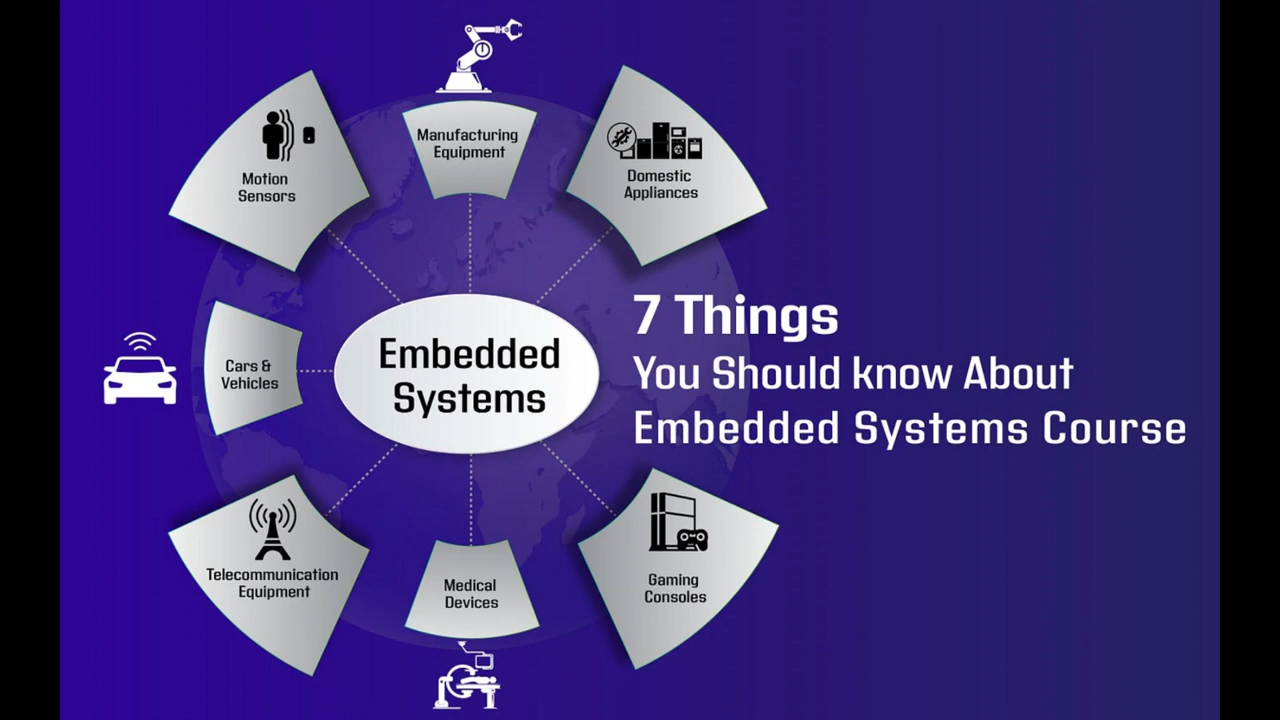 Manufacturing
Equipment
Motion
Sensors
Domestic
Appliances
Cars &
Vehicles
Embedded
Systems
7 Things
You Should know About
Embedded Systems Course
Telecommunication
Equipment
Medical
Devices
Gaming
Consoles